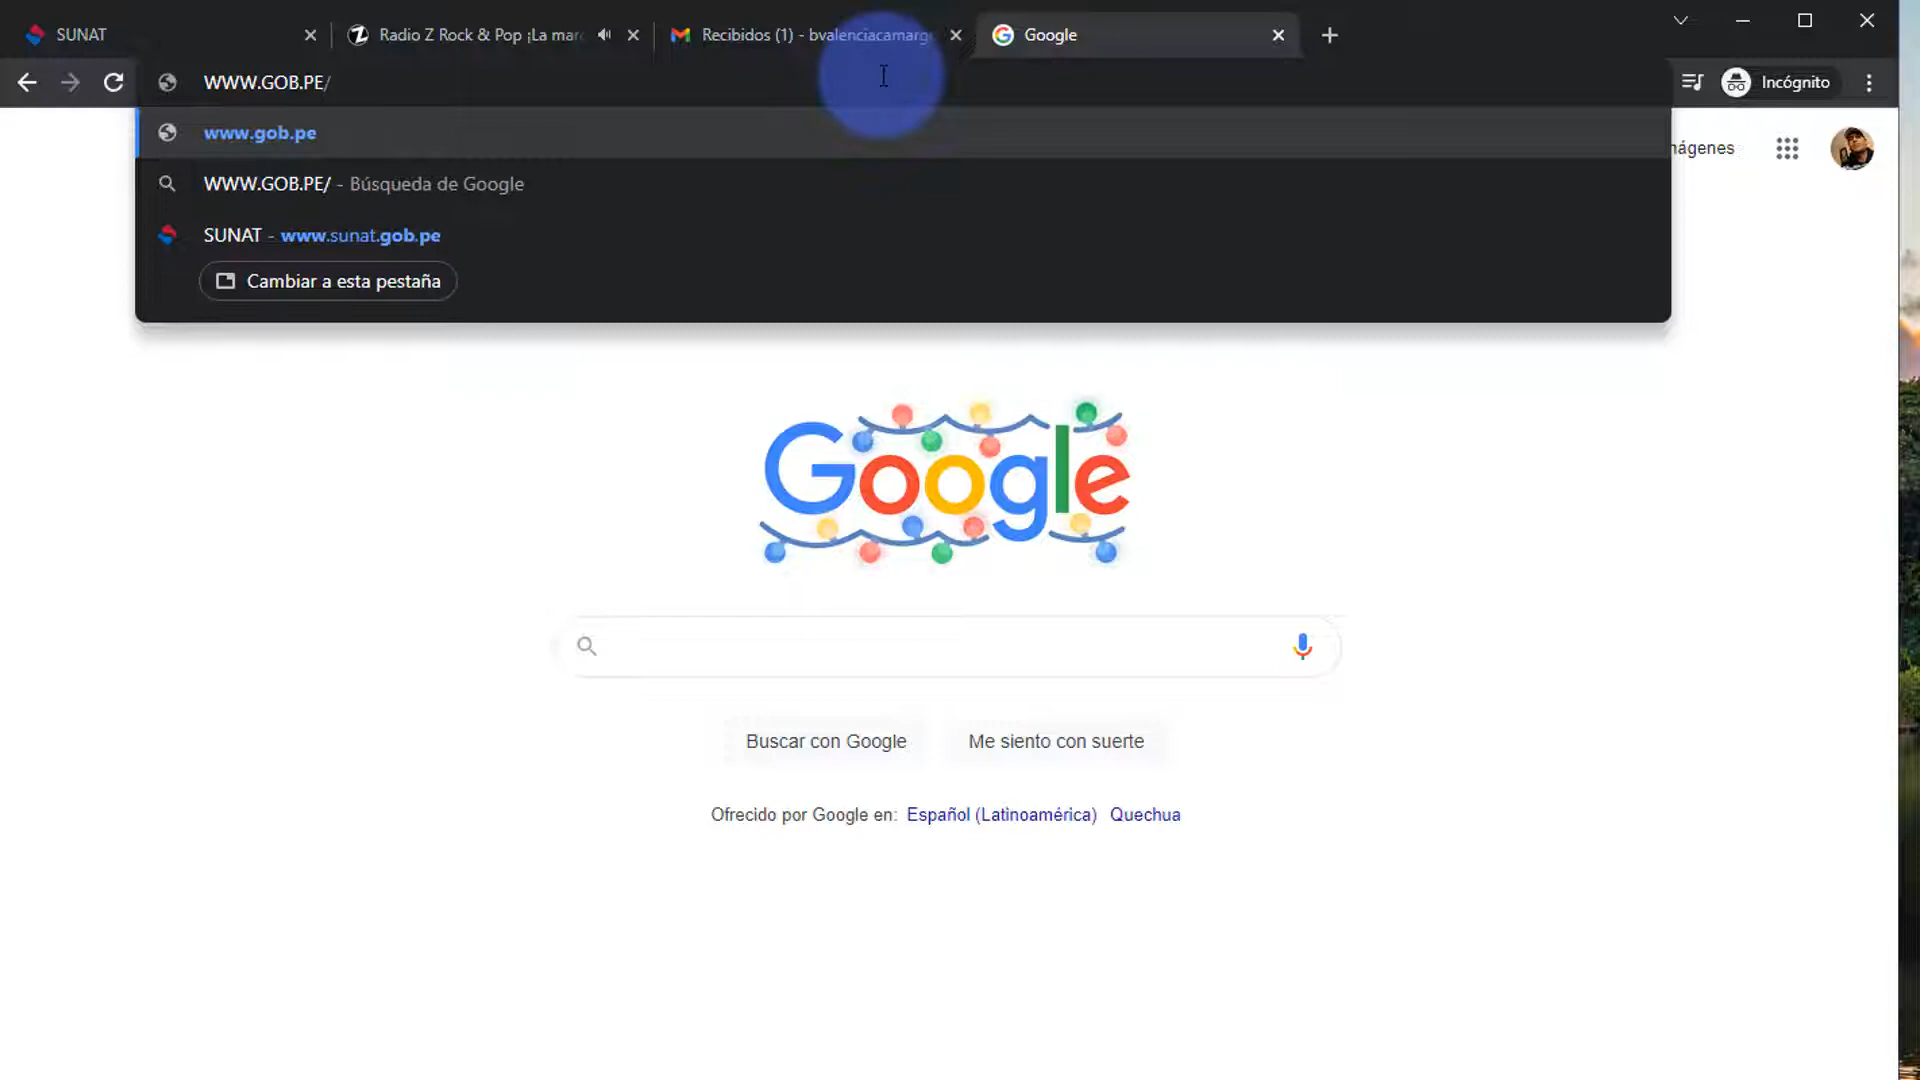 SUNAT
Radio Z Rock & Pop ¡La mar
Recibidos (1) - bvalenciacamarg
Google
WWW.GOB.PE/
Incógnito
www.gob.pe
WWW.GOB.PE/ - Búsqueda de Google
SUNAT - www.sunat.gob.pe
Cambiar a esta pestaña
mágenes
Google
Buscar con Google
Me siento con suerte
Ofrecido por Google en: Español (Latinoamérica) Quechua